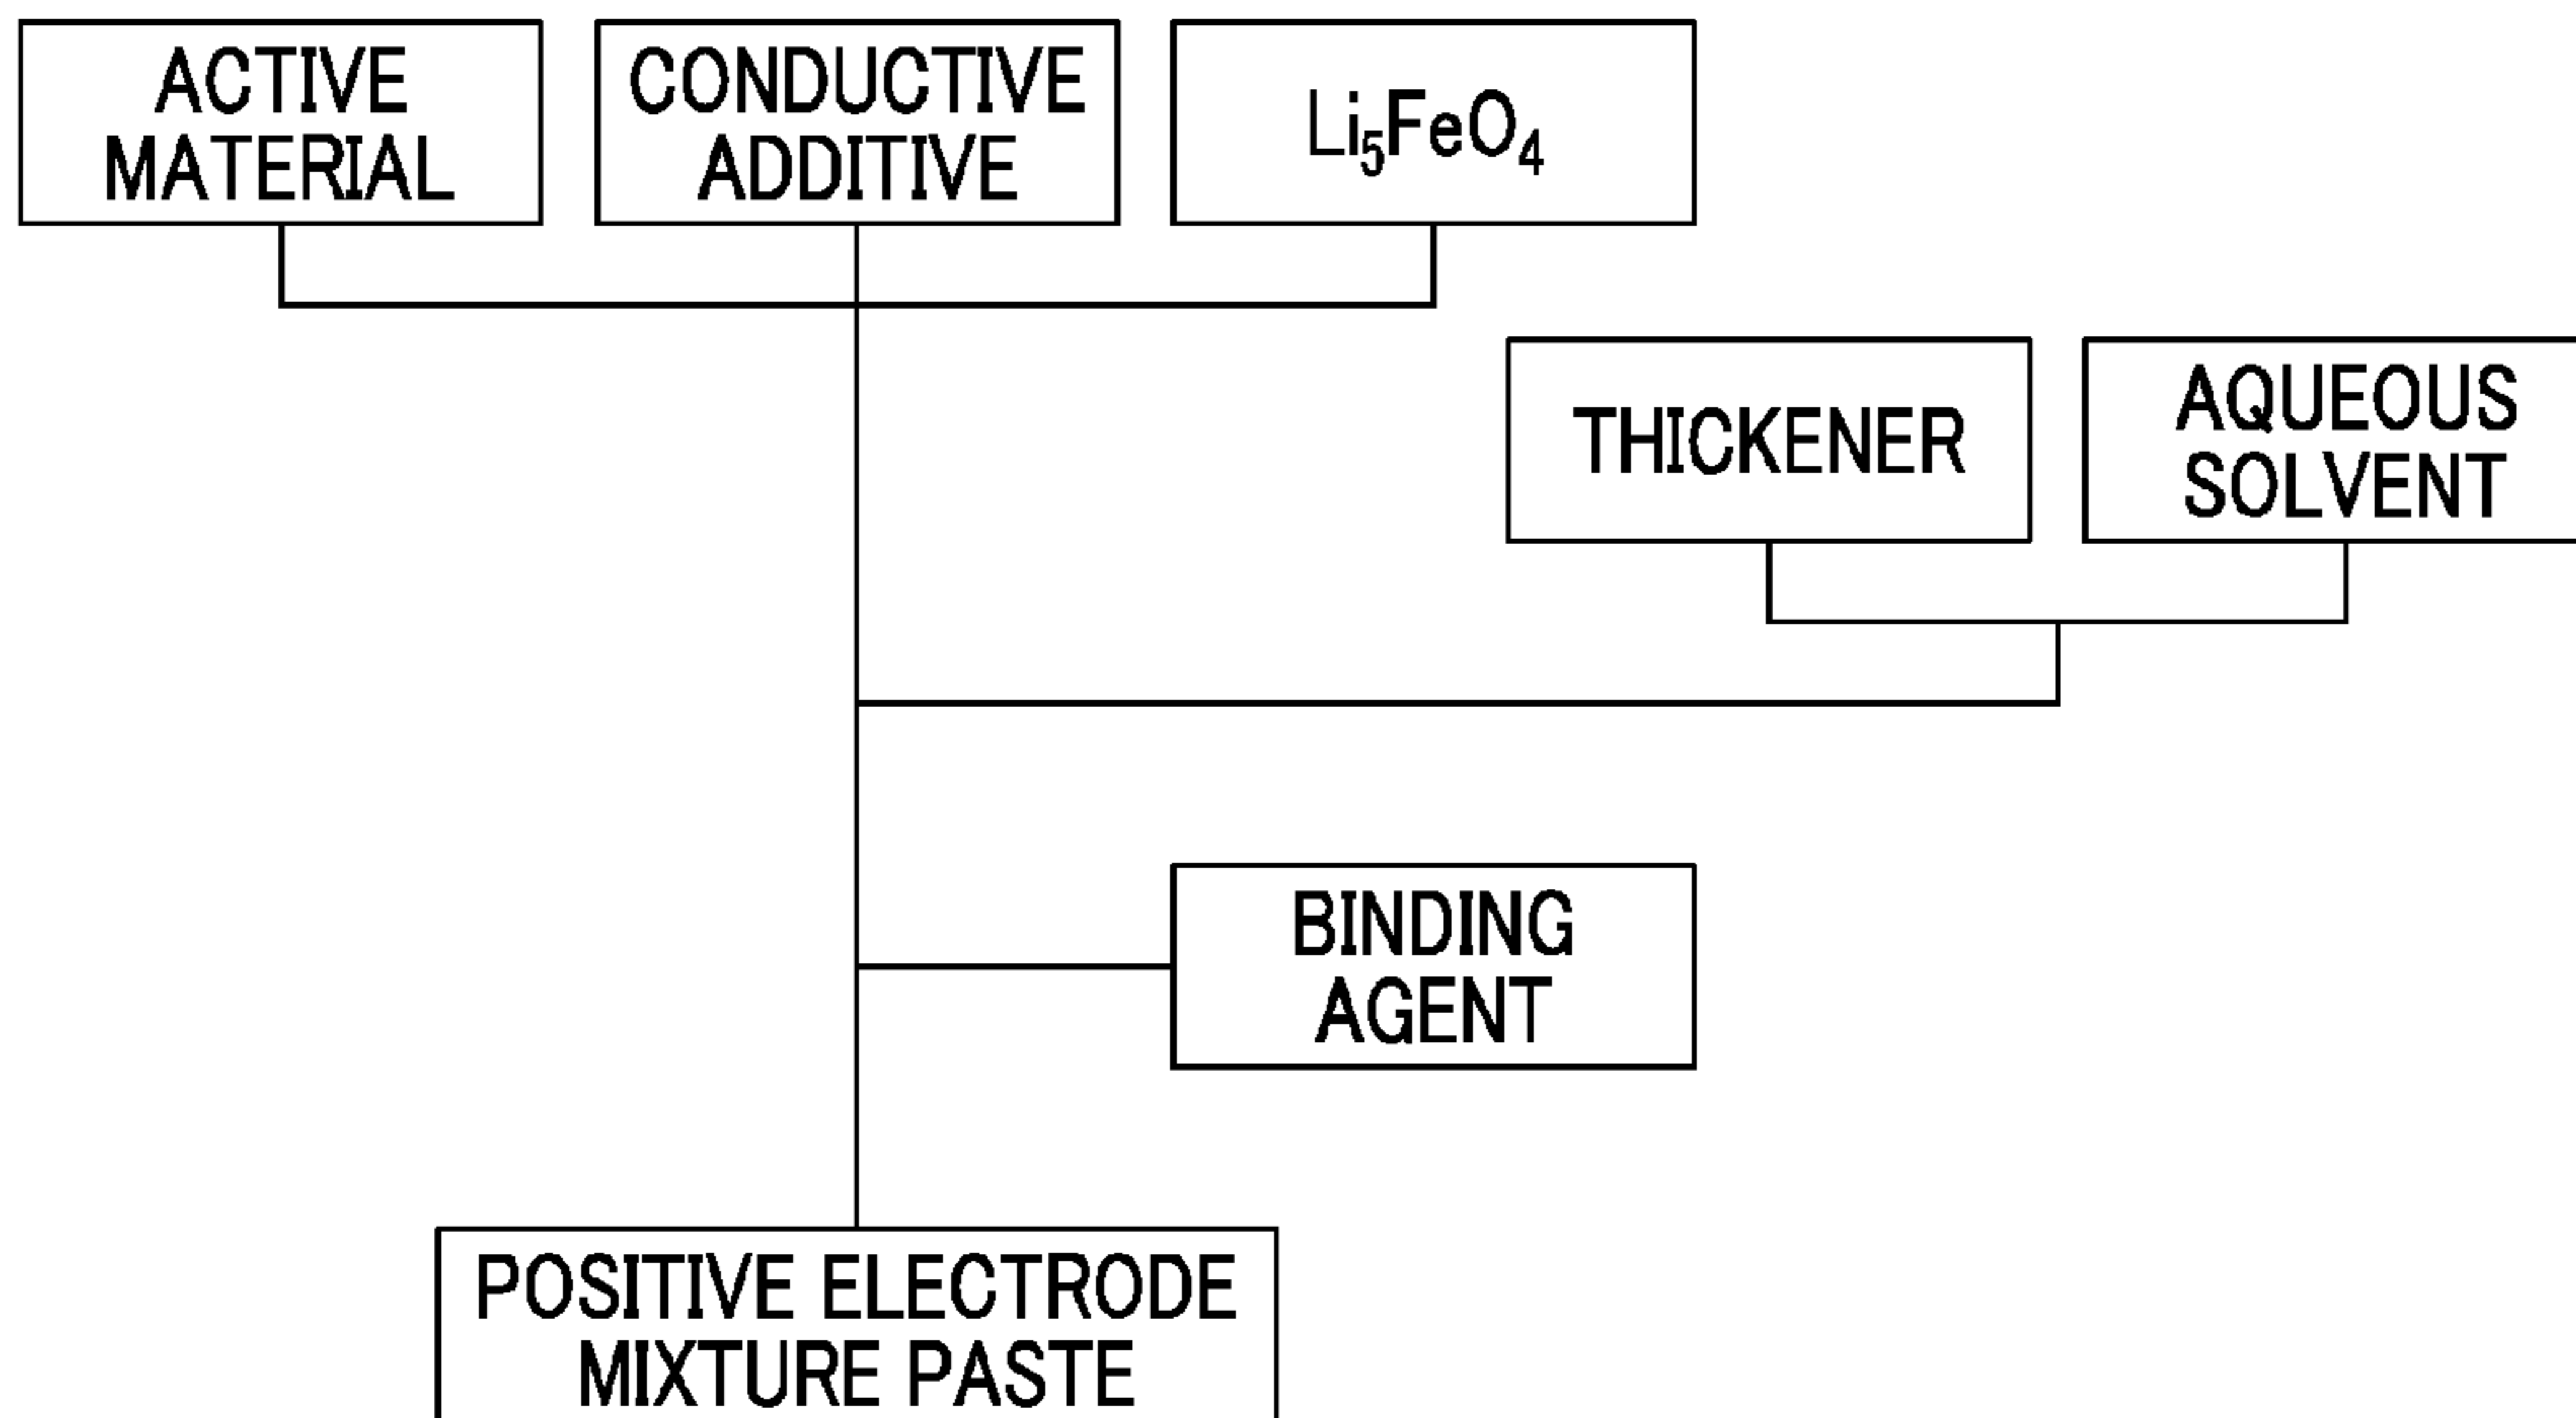 ACTIVE
MATERIAL
CONDUCTIVE
ADDITIVE
Li₅FeO₄
THICKENER
AQUEOUS
SOLVENT
BINDING
AGENT
POSITIVE ELECTRODE
MIXTURE PASTE